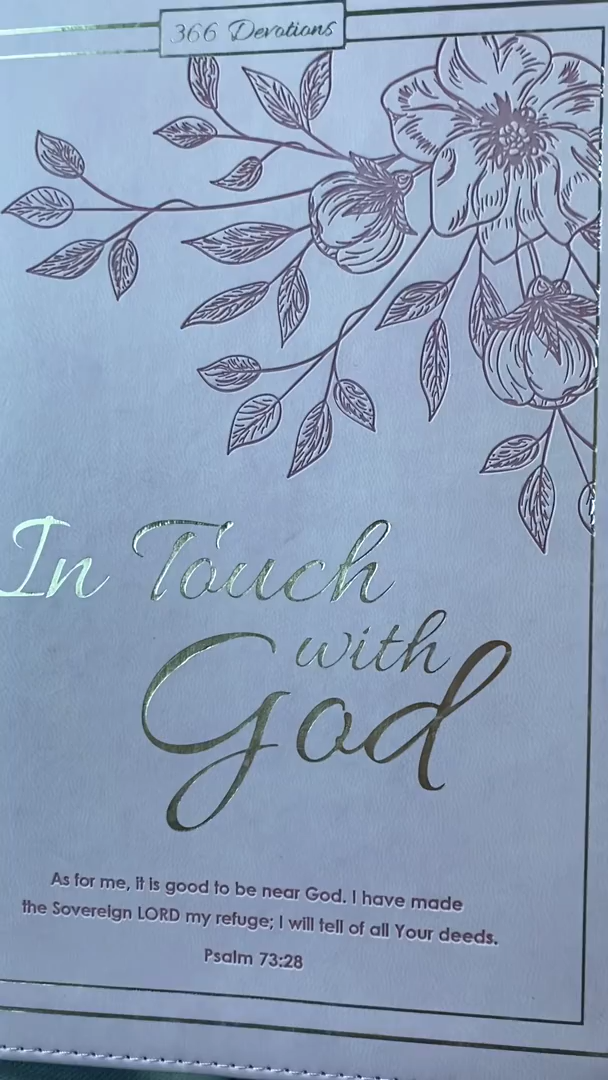 366 Devotions
In Touch
with
God
As for me, it is good to be near God. I have made
the Sovereign LORD my refuge; I will tell of all Your deeds.
Psalm 73:28